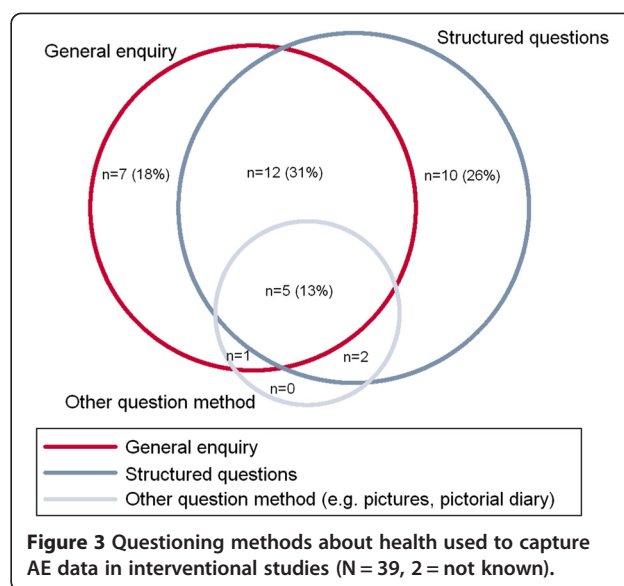 General enquiry
Structured questions
n=7 (18%)
n=12 (31%)
n=10 (26%)
n=5 (13%)
n=1
n=2
n=0
Other question method
General enquiry
Structured questions
Other question method (e.g. pictures, pictorial diary)
Figure 3 Questioning methods about health used to capture
AE data in interventional studies (N = 39, 2 = not known).